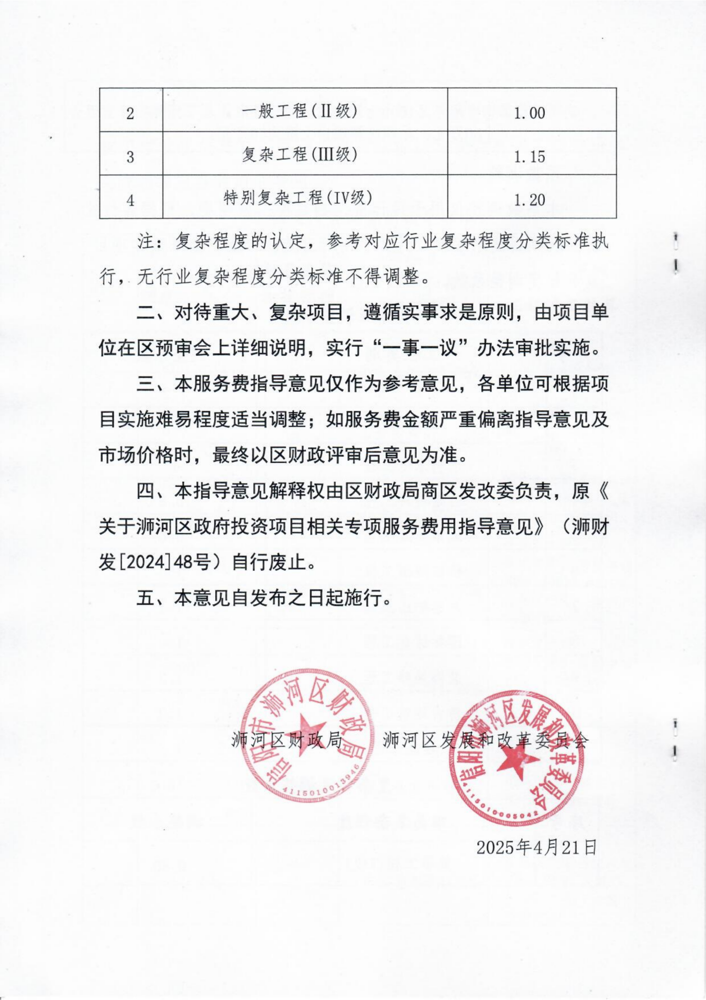 2 一般工程(Ⅱ级) 1.00
3 复杂工程(Ⅲ级) 1.15
4 特别复杂工程(IV级) 1.20
注：复杂程度的认定，参考对应行业复杂程度分类标准执
行，无行业复杂程度分类标准不得调整。
二、对待重大、复杂项目，遵循实事求是原则，由项目单
位在区预审会上详细说明，实行“一事一议”办法审批实施。
三、本服务费指导意见仅作为参考意见，各单位可根据项
目实施难易程度适当调整；如服务费金额严重偏离指导意见及
市场价格时，最终以区财政评审后意见为准。
四、本指导意见解释权由区财政局商区发改委负责，原《
关于浉河区政府投资项目相关专项服务费用指导意见》（浉财
发[2024]48号）自行废止。
五、本意见自发布之日起施行。
浉河区财政局 浉河区发展和改革委员会
信阳市浉河区财政局
4115010013946
信阳市浉河区发展和改革委员会
4115010005042
2025年4月21日